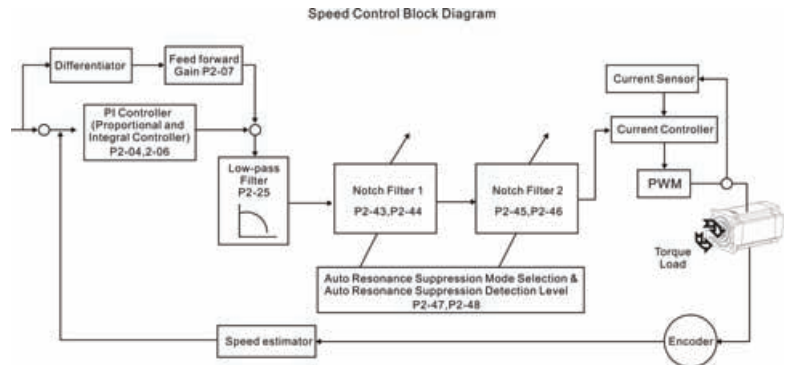 Speed Control Block Diagram
Differentiator
Feed forward
Gain P2-07
Current Sensor
PI Controller
(Proportional and
Integral Controller)
P2-04,2-06
Current Controller
Low-pass
Filter
P2-25
Notch Filter 1
P2-43,P2-44
Notch Filter 2
P2-45,P2-46
PWM
Torque
Load
Auto Resonance Suppression Mode Selection &
Auto Resonance Suppression Detection Level
P2-47,P2-48
Speed estimator
Encoder